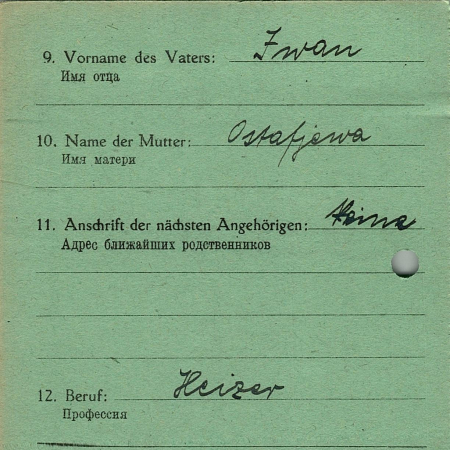 9. Vorname des Vaters: Iwan
Имя отца
10. Name der Mutter: Ostafjewa
Имя матери
11. Anschrift der nächsten Angehörigen: Keine
Адрес ближайших родственников
12. Beruf: Heizer
Профессия